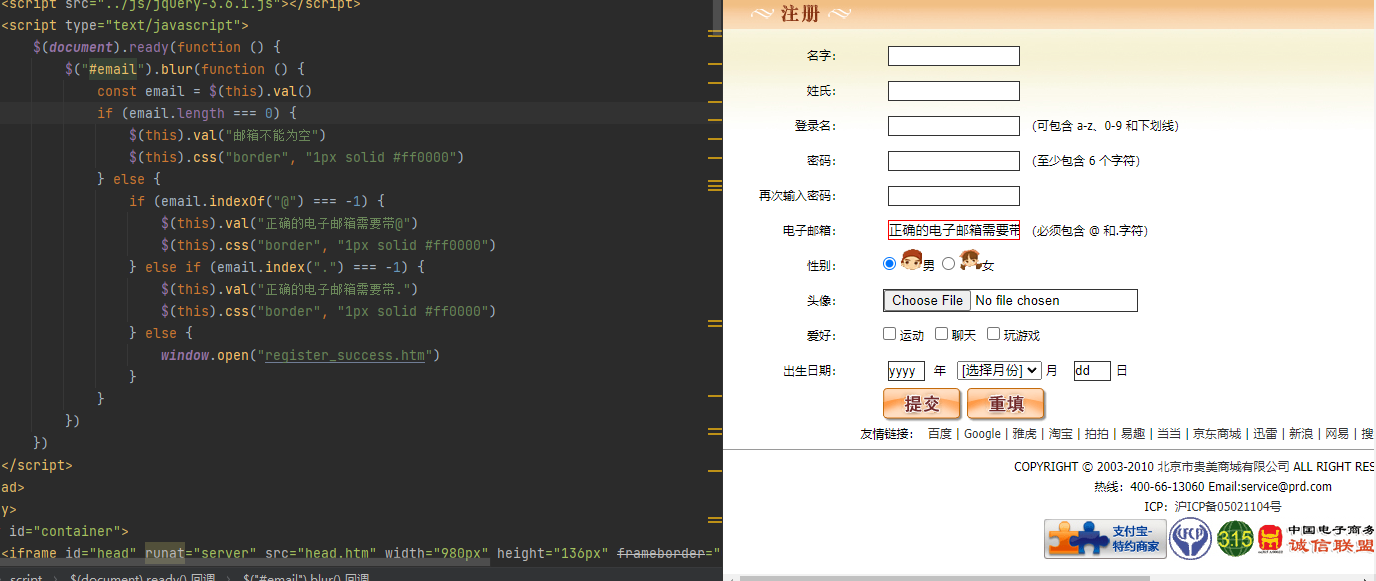 <script src="../js/jquery-3.6.1.js"></script>
<script type="text/javascript">
$(document).ready(function () {
$("#email").blur(function () {
const email = $(this).val()
if (email.length === 0) {
$(this).val("邮箱不能为空")
$(this).css("border", "1px solid #ff0000")
} else {
if (email.indexOf("@") === -1) {
$(this).val("正确的电子邮箱需要带@")
$(this).css("border", "1px solid #ff0000")
} else if (email.index(".") === -1) {
$(this).val("正确的电子邮箱需要带.")
$(this).css("border", "1px solid #ff0000")
} else {
window.open("register_success.htm")
}
}
})
})
</script>
ad>
y>
id="container">
<iframe id="head" runat="server" src="head.htm" width="980px" height="136px" frameborder="
script > $(document).ready() 回调 > $("#email").blur() 回调
注册
名字:
姓氏:
登录名: (可包含 a-z、0-9 和下划线)
密码: (至少包含 6 个字符)
再次输入密码:
电子邮箱: 正确的电子邮箱需要带 (必须包含 @ 和.字符)
性别: 男 女
头像: Choose File No file chosen
爱好: 运动 聊天 玩游戏
出生日期: yyyy 年 [选择月份] 月 dd 日
提交 重填
友情链接: 百度 | Google | 雅虎 | 淘宝 | 拍拍 | 易趣 | 当当 | 京东商城 | 迅雷 | 新浪 | 网易 | 搜
COPYRIGHT © 2003-2010 北京市贵美商城有限公司 ALL RIGHT RES
热线：400-66-13060 Email:service@prd.com
ICP：沪ICP备05021104号
支付宝-
特约商家
CFCP
315
中国电子商务
诚信联盟